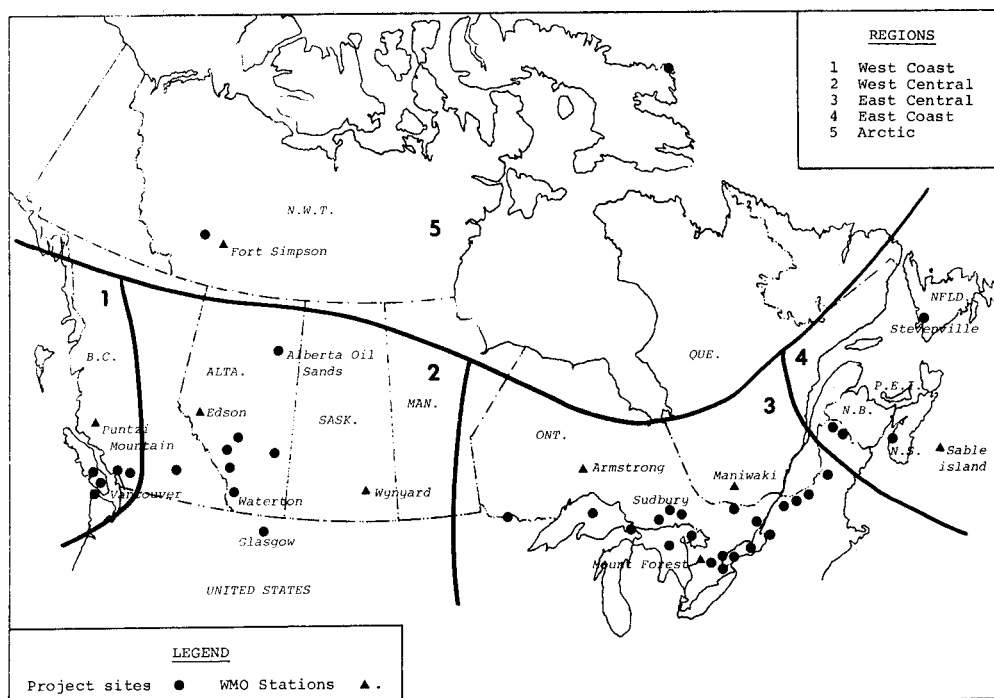 REGIONS
1 West Coast
2 West Central
3 East Central
4 East Coast
5 Arctic
N.W.T.
5
Fort Simpson
1
NFLD.
Stevenville
B.C.
Alberta Oil
Sands
ALTA.
2
QUE.
4
MAN.
P.E.I.
Edson
SASK.
3
N.B.
Puntzi
Mountain
ONT.
N.S.
Sable
island
Armstrong
Maniwaki
Vancouver
Waterton
Wynyard
Sudbury
Glasgow
Mount Forest
UNITED STATES
LEGEND
Project sites ● WMO Stations ▲.